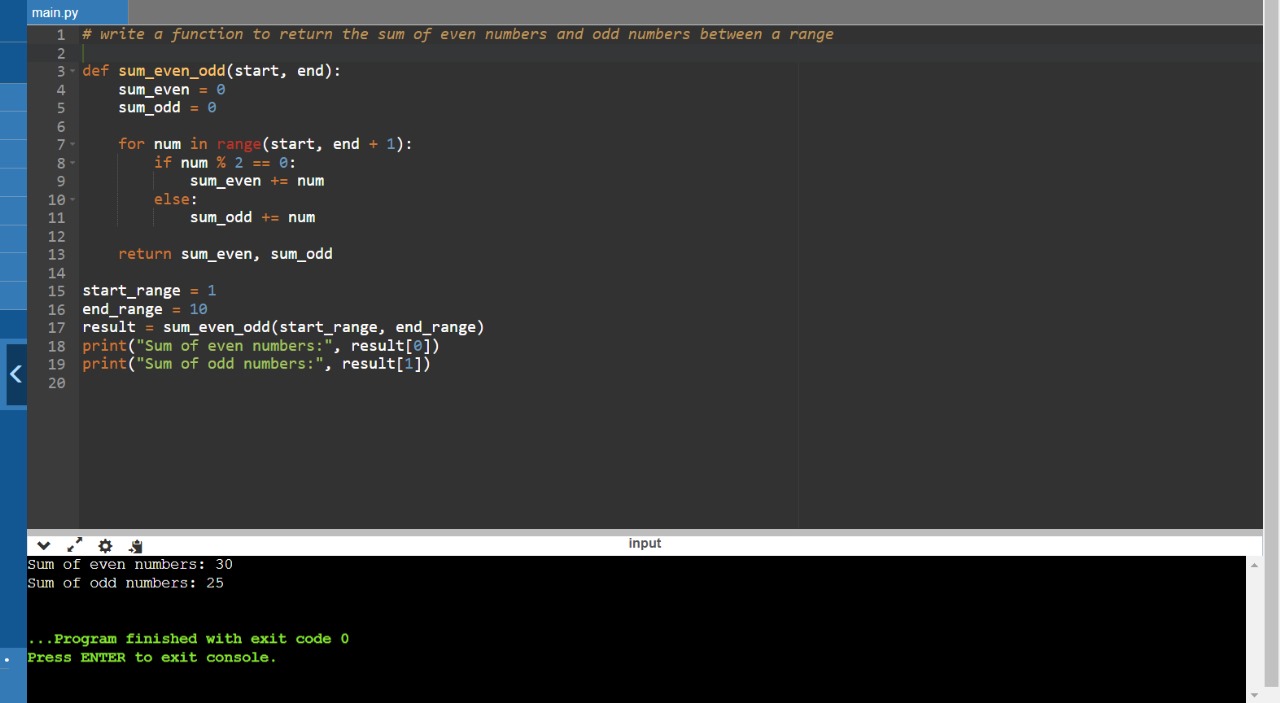 main.py
1 # write a function to return the sum of even numbers and odd numbers between a range
2
3 def sum_even_odd(start, end):
4     sum_even = 0
5     sum_odd = 0
6
7     for num in range(start, end + 1):
8         if num % 2 == 0:
9             sum_even += num
10         else:
11             sum_odd += num
12
13     return sum_even, sum_odd
14
15 start_range = 1
16 end_range = 10
17 result = sum_even_odd(start_range, end_range)
18 print("Sum of even numbers:", result[0])
19 print("Sum of odd numbers:", result[1])
20
input
Sum of even numbers: 30
Sum of odd numbers: 25
...Program finished with exit code 0
Press ENTER to exit console.